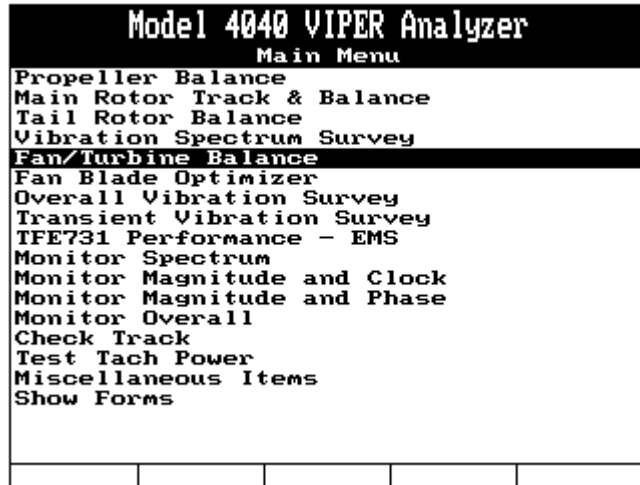 Model 4040 VIPER Analyzer
Main Menu
Propeller Balance
Main Rotor Track & Balance
Tail Rotor Balance
Vibration Spectrum Survey
Fan/Turbine Balance
Fan Blade Optimizer
Overall Vibration Survey
Transient Vibration Survey
TFE731 Performance - EMS
Monitor Spectrum
Monitor Magnitude and Clock
Monitor Magnitude and Phase
Monitor Overall
Check Track
Test Tach Power
Miscellaneous Items
Show Forms